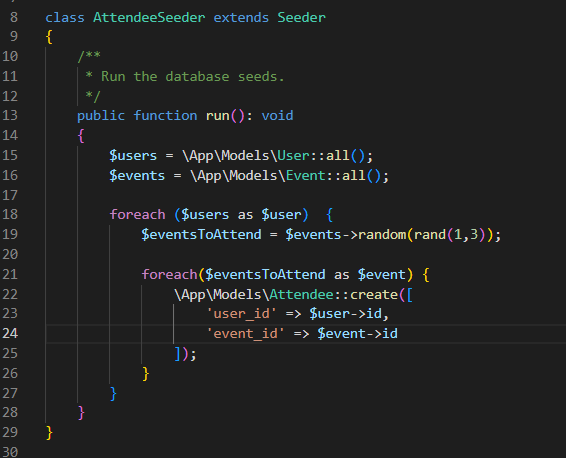 8 class AttendeeSeeder extends Seeder
9 {
10     /**
11      * Run the database seeds.
12      */
13     public function run(): void
14     {
15         $users = \App\Models\User::all();
16         $events = \App\Models\Event::all();
17
18         foreach ($users as $user)  {
19             $eventsToAttend = $events->random(rand(1,3));
20
21             foreach($eventsToAttend as $event) {
22                 \App\Models\Attendee::create([
23                     'user_id' => $user->id,
24                     'event_id' => $event->id
25                 ]);
26             }
27         }
28     }
29 }
30